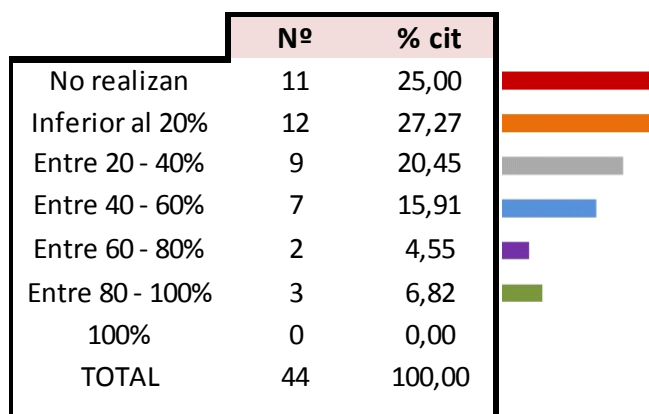 Nº % cit
No realizan 11 25,00
Inferior al 20% 12 27,27
Entre 20 - 40% 9 20,45
Entre 40 - 60% 7 15,91
Entre 60 - 80% 2 4,55
Entre 80 - 100% 3 6,82
100% 0 0,00
TOTAL 44 100,00